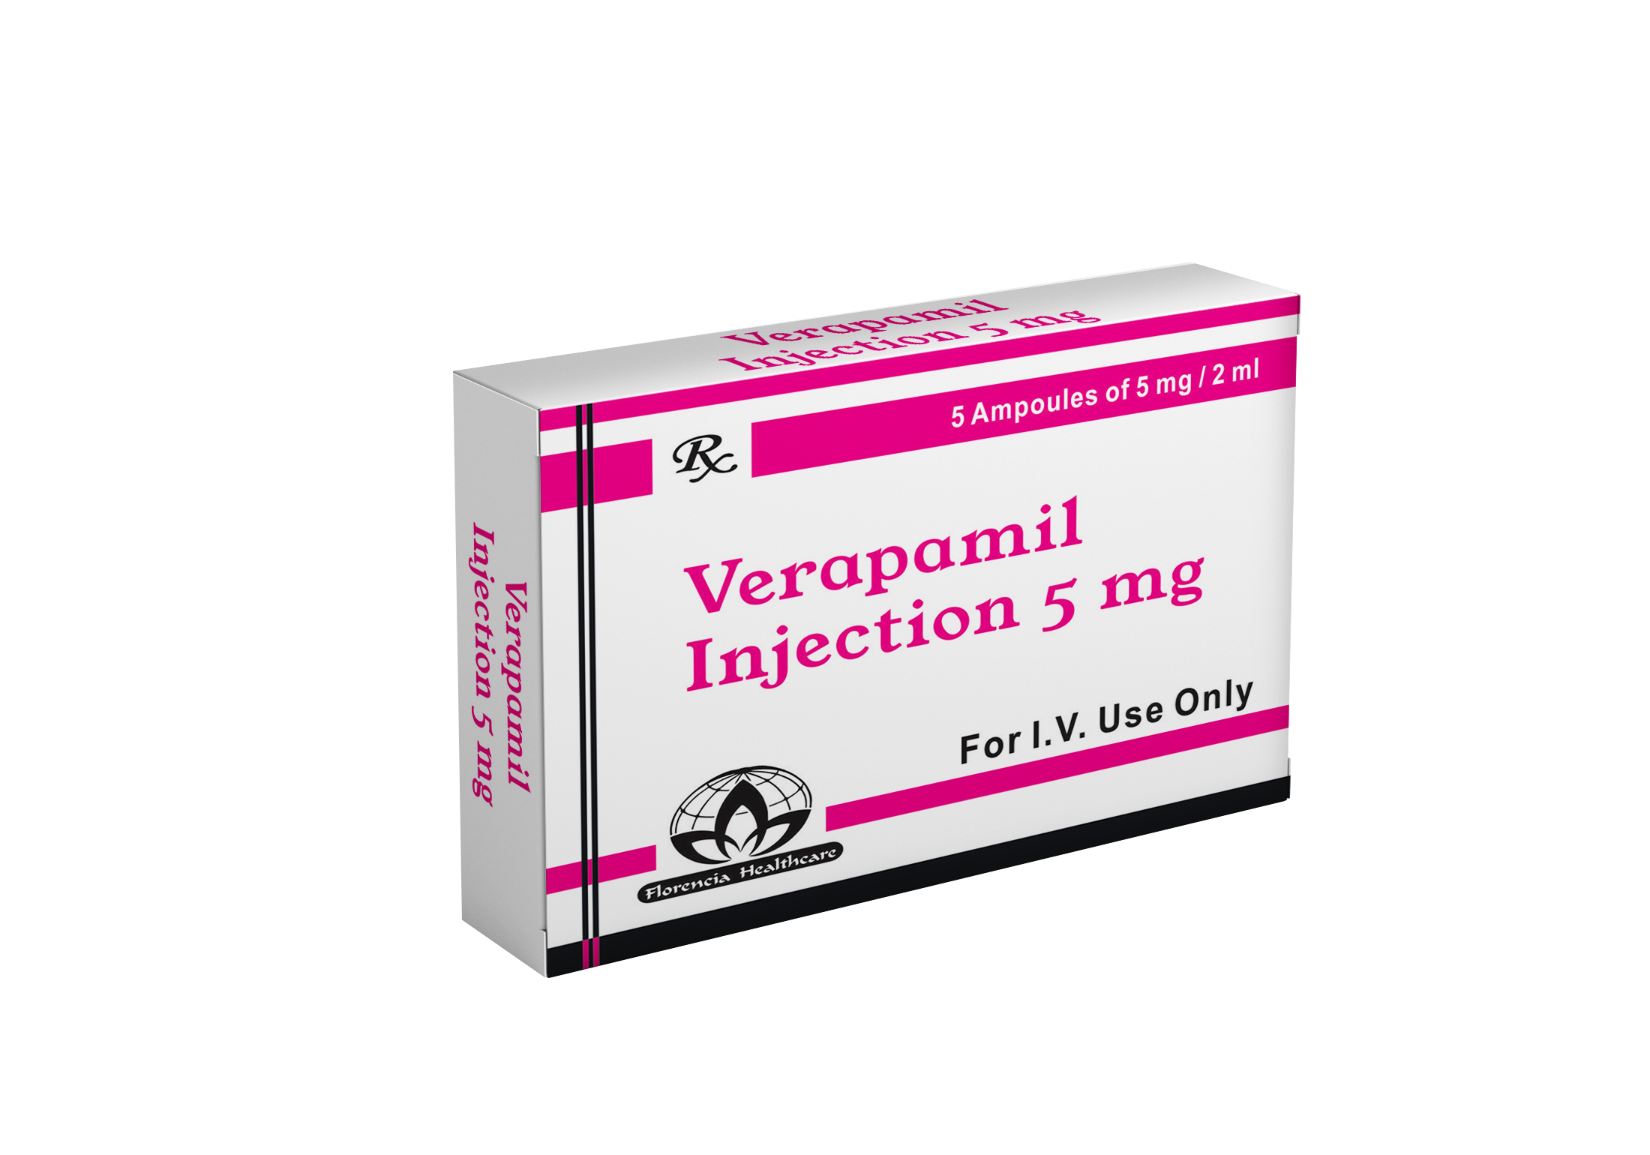 Verapamil
Injection 5 mg
Rx
5 Ampoules of 5 mg / 2 ml
Verapamil
Injection 5 mg
For I.V. Use Only
Florencia Healthcare
Verapamil
Injection 5 mg